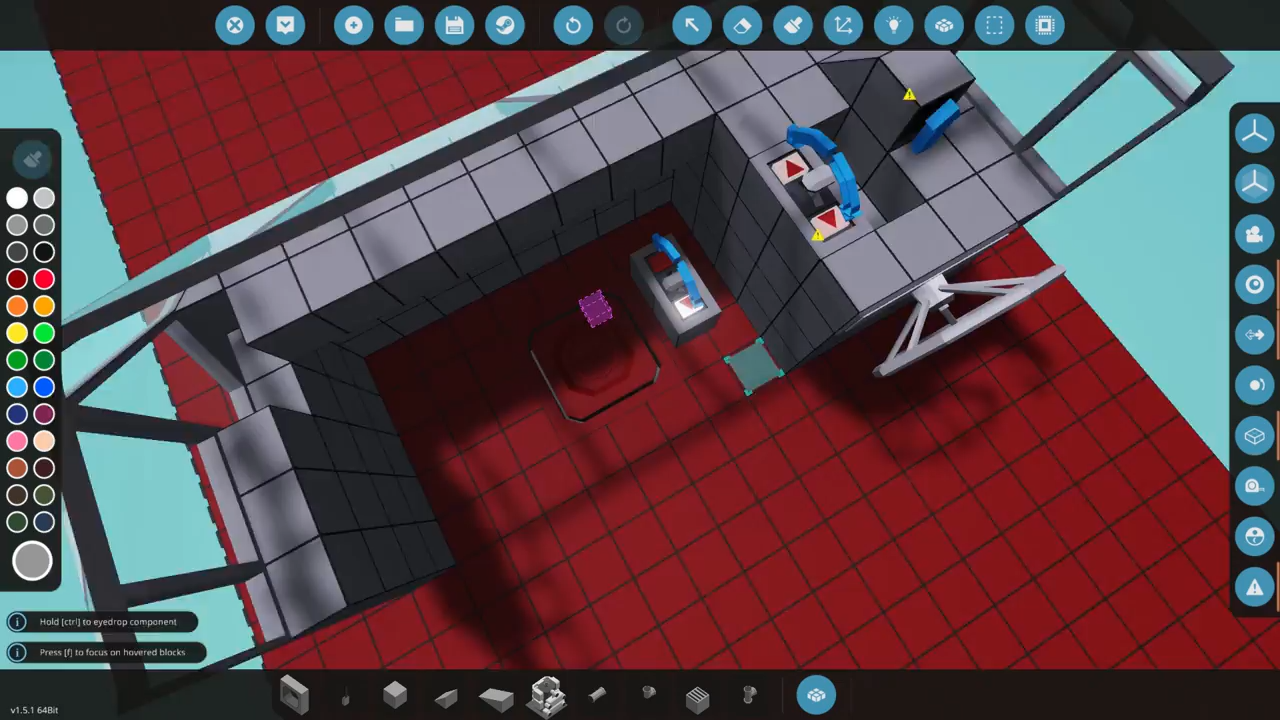 Hold [ctrl] to eyedrop component
Press [f] to focus on hovered blocks
v1.5.1 64Bit